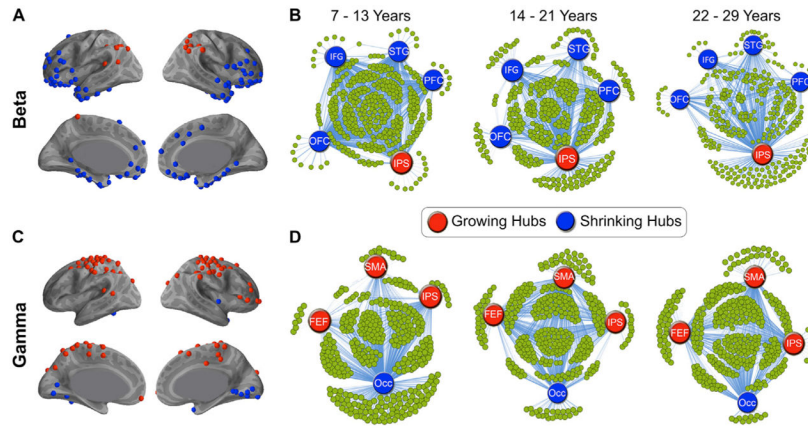 A
B
7 - 13 Years
14 - 21 Years
22 - 29 Years
Beta
IFG
STG
PFC
OFC
IPS
IFG
STG
PFC
OFC
IPS
IFG
STG
PFC
OFC
IPS
Growing Hubs
Shrinking Hubs
C
D
Gamma
SMA
IPS
FEF
Occ
SMA
FEF
IPS
Occ
SMA
FEF
IPS
Occ